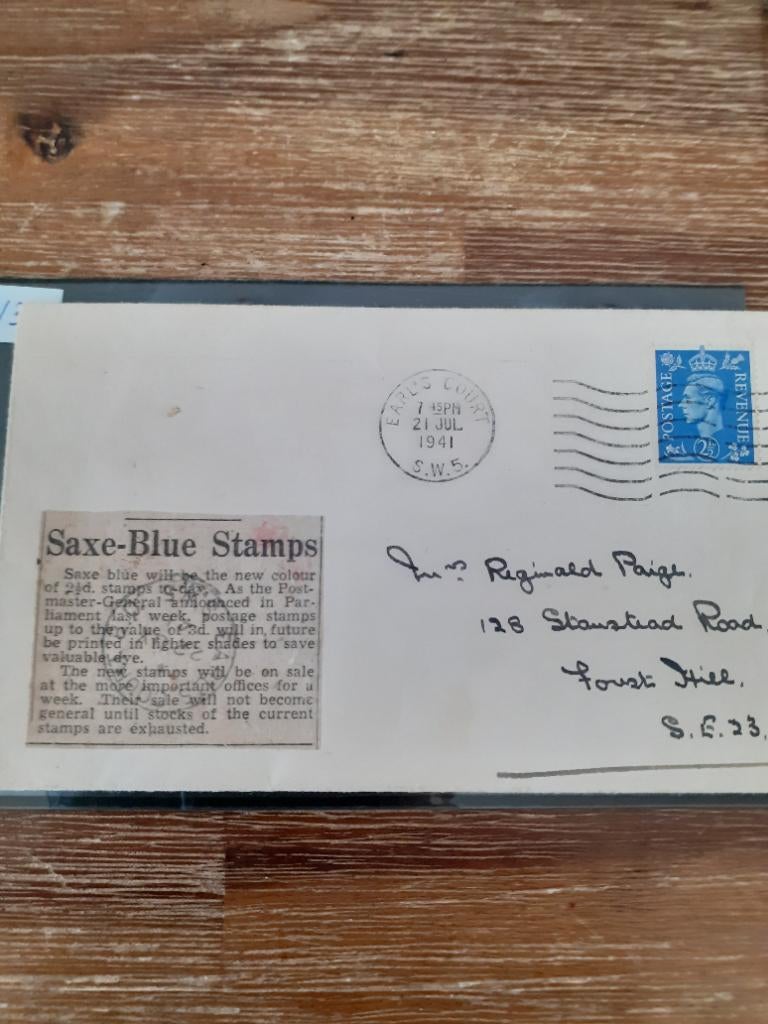 EARL'S COURT
7 15PM
21 JUL
1941
S.W.5.
POSTAGE
REVENUE
2½
Saxe-Blue Stamps
Saxe blue will be the new colour
of 2½d. stamps to-day. As the Post-
master-General announced in Par-
liament last week, postage stamps
up to the value of 3d. will in future
be printed in lighter shades to save
valuable dye.
The new stamps will be on sale
at the more important offices for a
week. Their sale will not become
general until stocks of the current
stamps are exhausted.
Mrs Reginald Paige.
128 Stanstead Road,
Forest Hill,
S.E.23.